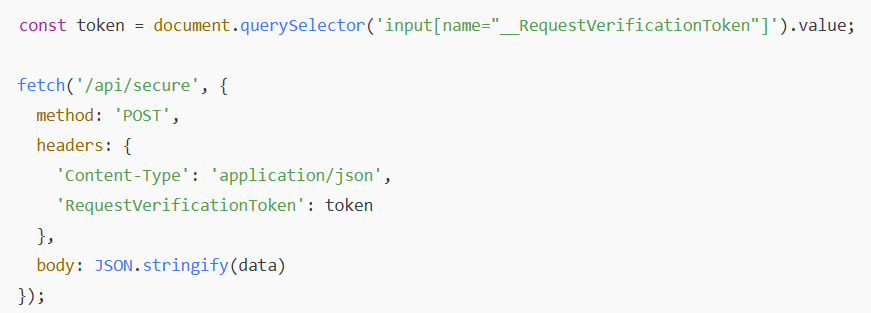 const token = document.querySelector('input[name="__RequestVerificationToken"]').value;
fetch('/api/secure', {
  method: 'POST',
  headers: {
    'Content-Type': 'application/json',
    'RequestVerificationToken': token
  },
  body: JSON.stringify(data)
});